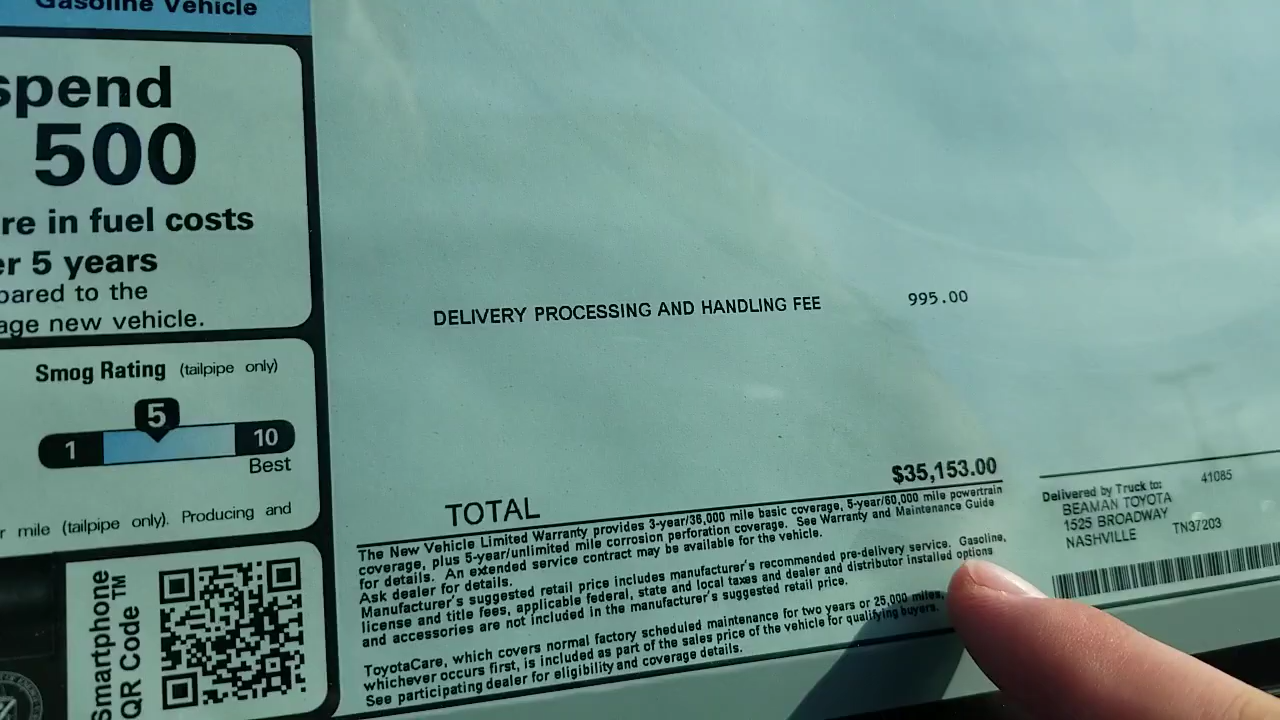 Gasoline Vehicle
spend
500
re in fuel costs
er 5 years
pared to the
age new vehicle.
Smog Rating (tailpipe only)
5
1
10
Best
r mile (tailpipe only). Producing and
Smartphone
QR Code™
DELIVERY PROCESSING AND HANDLING FEE 995.00
TOTAL $35,153.00
The New Vehicle Limited Warranty provides 3-year/36,000 mile basic coverage, 5-year/60,000 mile powertrain
coverage, plus 5-year/unlimited mile corrosion perforation coverage. See Warranty and Maintenance Guide
for details. An extended service contract may be available for the vehicle.
Ask dealer for details.
Manufacturer's suggested retail price includes manufacturer's recommended pre-delivery service. Gasoline,
license and title fees, applicable federal, state and local taxes and dealer and distributor installed options
and accessories are not included in the manufacturer's suggested retail price.
ToyotaCare, which covers normal factory scheduled maintenance for two years or 25,000 miles,
whichever occurs first, is included as part of the sales price of the vehicle for qualifying buyers.
See participating dealer for eligibility and coverage details.
Delivered by Truck to: 41085
BEAMAN TOYOTA
1525 BROADWAY
NASHVILLE TN37203